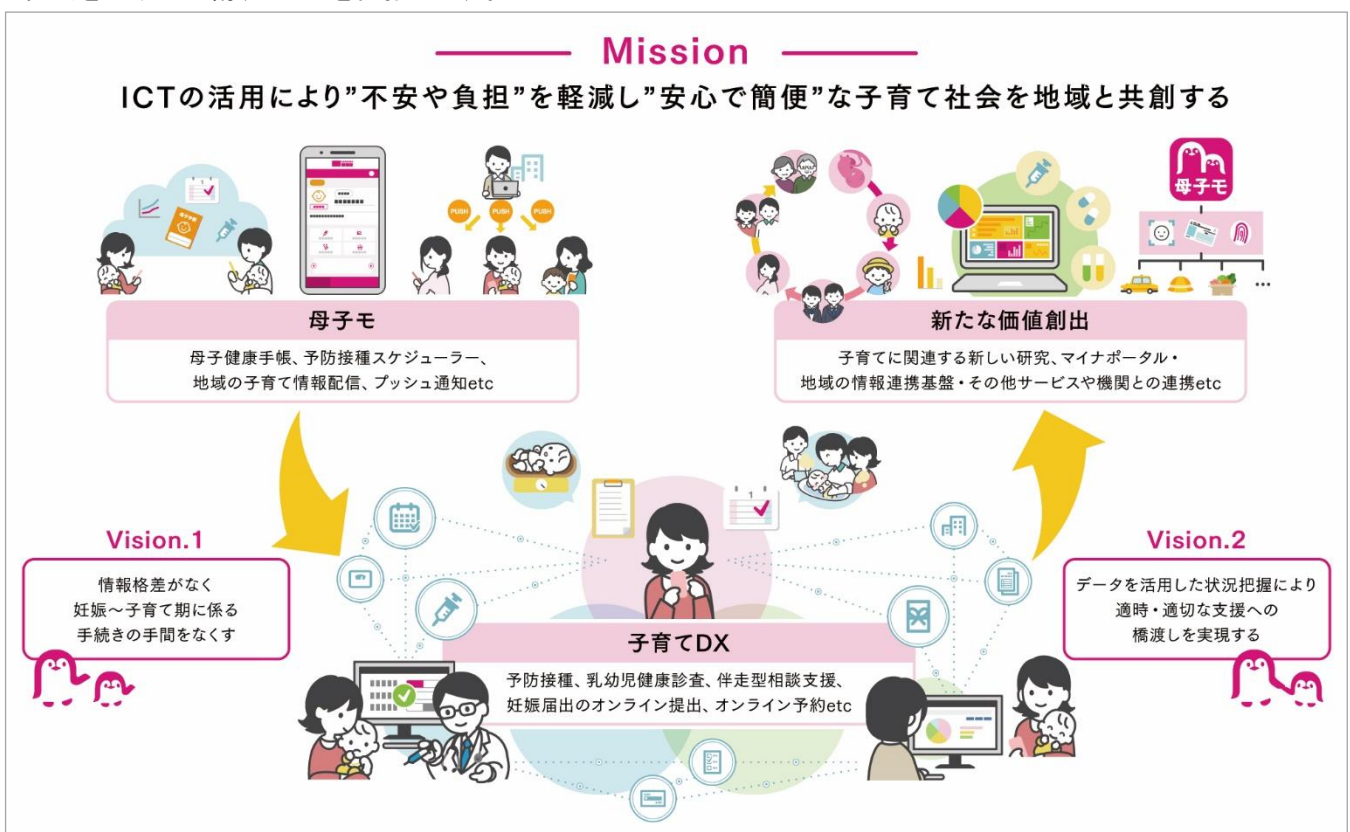 Mission
ICTの活用により”不安や負担”を軽減し”安心で簡便”な子育て社会を地域と共創する
母子手帳
1
PUSH
PUSH
PUSH
母子モ
母子健康手帳、予防接種スケジューラー、
地域の子育て情報配信、プッシュ通知etc
母子モ
...
新たな価値創出
子育てに関連する新しい研究、マイナポータル・
地域の情報連携基盤・その他サービスや機関との連携etc
Vision.1
情報格差がなく
妊娠～子育て期に係る
手続きの手間をなくす
1
子育てDX
予防接種、乳幼児健康診査、伴走型相談支援、
妊娠届出のオンライン提出、オンライン予約etc
Vision.2
データを活用した状況把握により
適時・適切な支援への
橋渡しを実現する